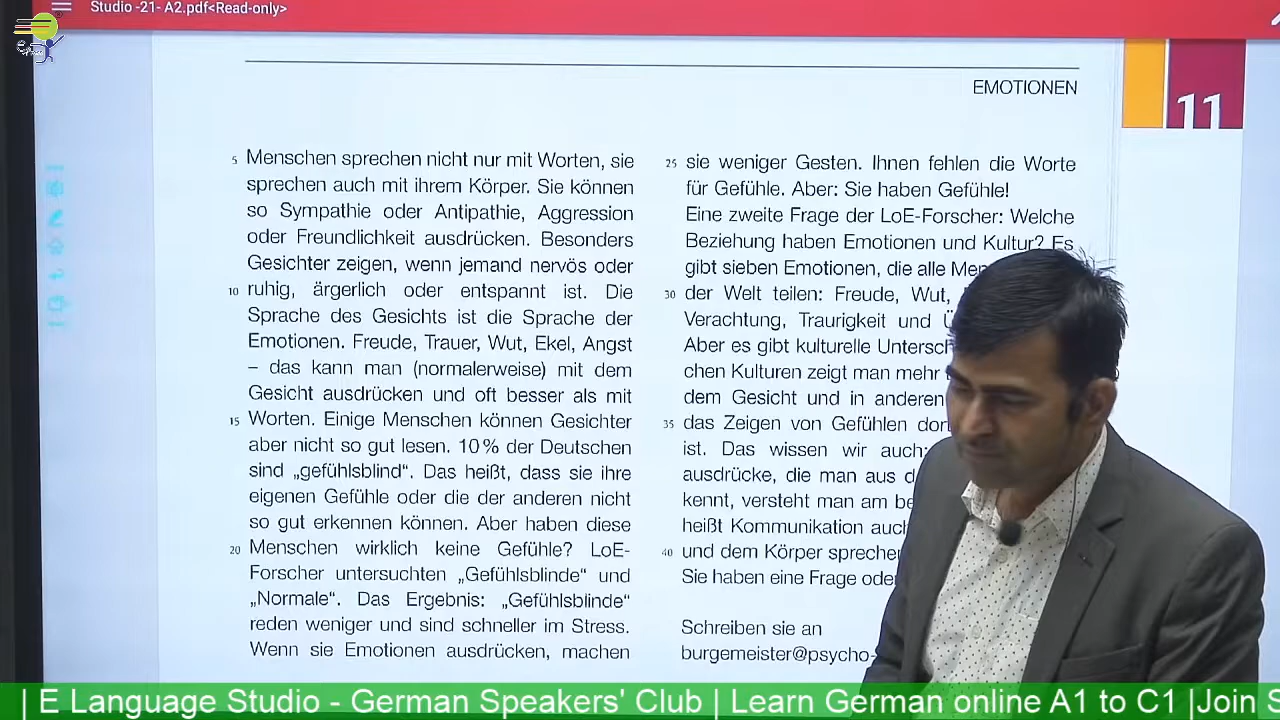 Studio -21- A2.pdf<Read-only>
EMOTIONEN
11
5 Menschen sprechen nicht nur mit Worten, sie
sprechen auch mit ihrem Körper. Sie können
so Sympathie oder Antipathie, Aggression
oder Freundlichkeit ausdrücken. Besonders
Gesichter zeigen, wenn jemand nervös oder
10 ruhig, ärgerlich oder entspannt ist. Die
Sprache des Gesichts ist die Sprache der
Emotionen. Freude, Trauer, Wut, Ekel, Angst
– das kann man (normalerweise) mit dem
Gesicht ausdrücken und oft besser als mit
15 Worten. Einige Menschen können Gesichter
aber nicht so gut lesen. 10 % der Deutschen
sind „gefühlsblind“. Das heißt, dass sie ihre
eigenen Gefühle oder die der anderen nicht
so gut erkennen können. Aber haben diese
20 Menschen wirklich keine Gefühle? LoE-
Forscher untersuchten „Gefühlsblinde“ und
„Normale“. Das Ergebnis: „Gefühlsblinde“
reden weniger und sind schneller im Stress.
Wenn sie Emotionen ausdrücken, machen
25 sie weniger Gesten. Ihnen fehlen die Worte
für Gefühle. Aber: Sie haben Gefühle!
Eine zweite Frage der LoE-Forscher: Welche
Beziehung haben Emotionen und Kultur? Es
gibt sieben Emotionen, die alle Men
30 der Welt teilen: Freude, Wut,
Verachtung, Traurigkeit und Ü
Aber es gibt kulturelle Untersch
chen Kulturen zeigt man mehr
dem Gesicht und in anderen
35 das Zeigen von Gefühlen dor
ist. Das wissen wir auch:
ausdrücke, die man aus d
kennt, versteht man am be
heißt Kommunikation auch
40 und dem Körper sprechen
Sie haben eine Frage oder
Schreiben sie an
burgemeister@psycho-
| E Language Studio - German Speakers' Club | Learn German online A1 to C1 |Join S